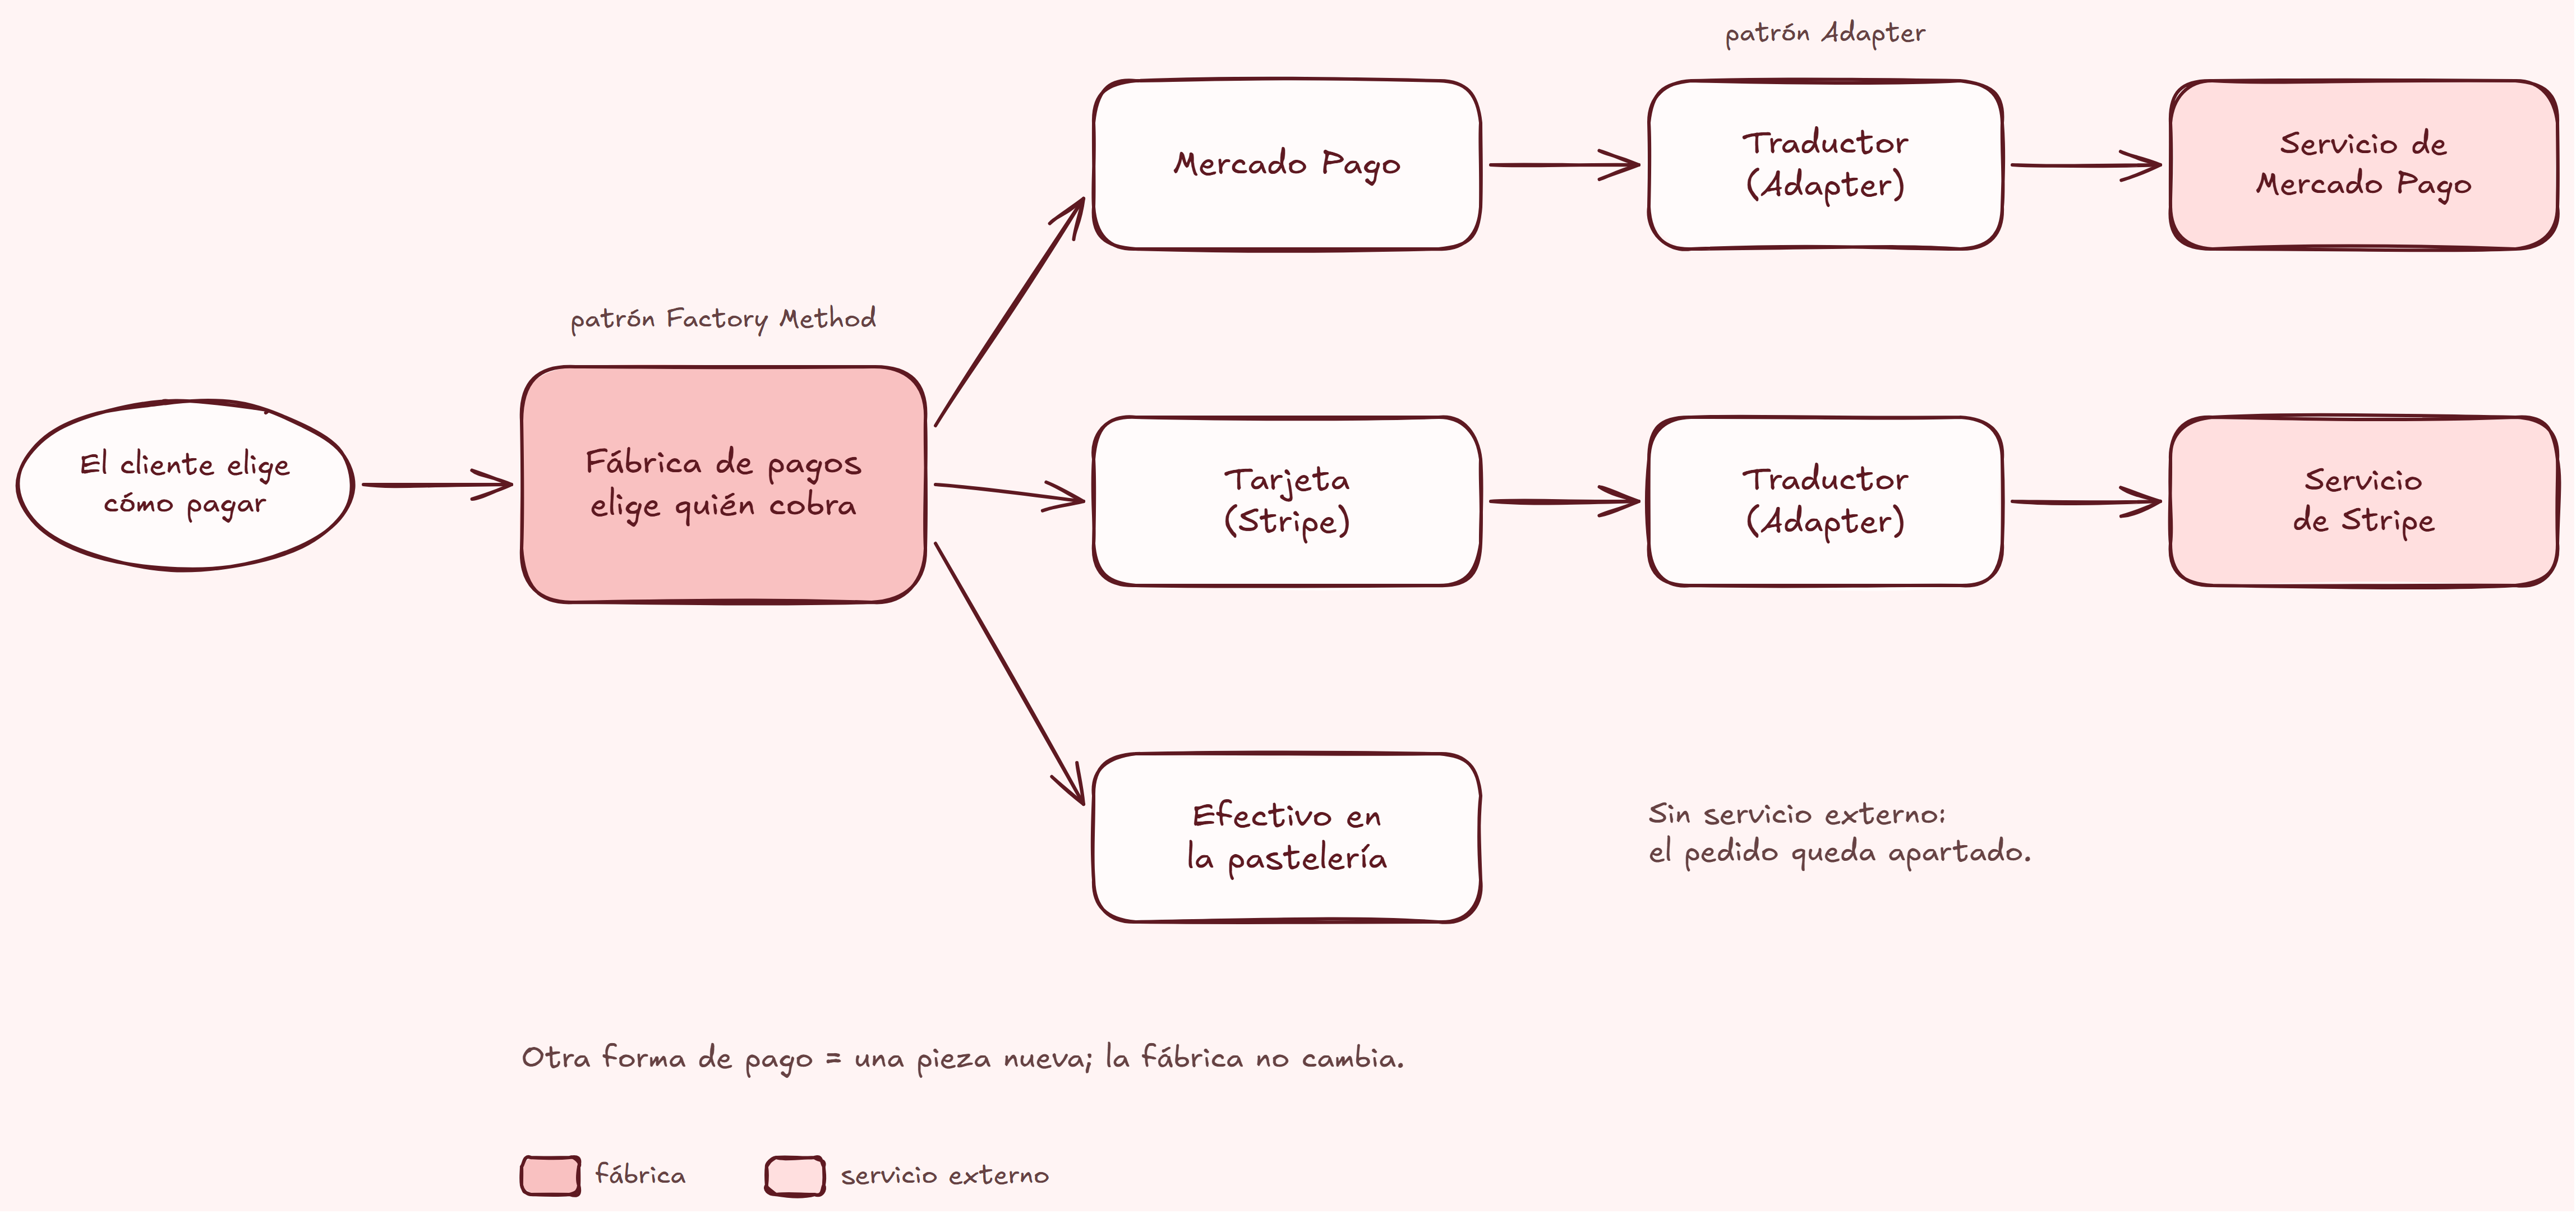 patrón Adapter
Mercado Pago
Traductor
(Adapter)
Servicio de
Mercado Pago
patrón Factory Method
El cliente elige
cómo pagar
Fábrica de pagos
elige quién cobra
Tarjeta
(Stripe)
Traductor
(Adapter)
Servicio
de Stripe
Efectivo en
la pastelería
Sin servicio externo:
el pedido queda apartado.
Otra forma de pago = una pieza nueva; la fábrica no cambia.
fábrica
servicio externo